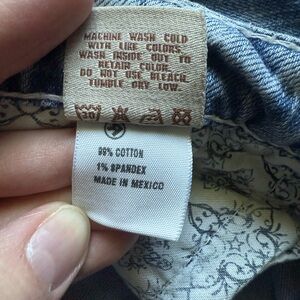 MACHINE WASH COLD
WITH LIKE COLORS
WASH INSIDE OUT TO
RETAIN COLOR
DO NOT USE BLEACH
TUMBLE DRY LOW.
30
99% COTTON
1% SPANDEX
MADE IN MEXICO